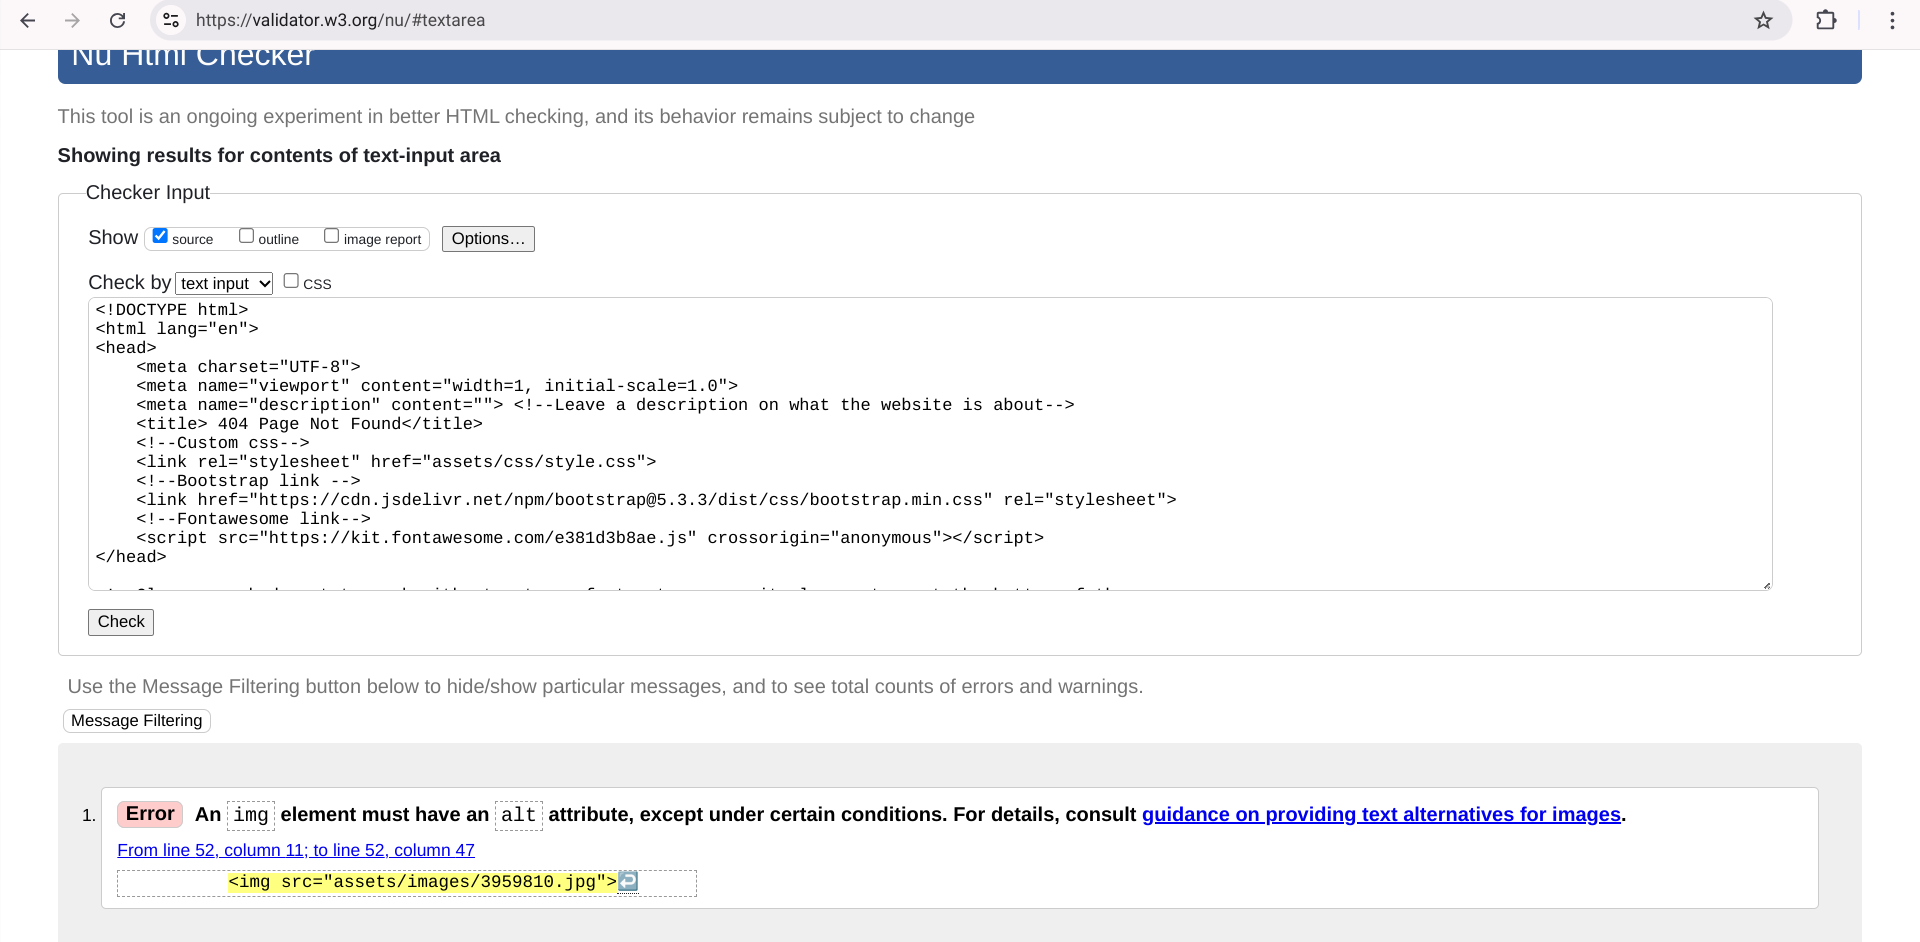 https://validator.w3.org/nu/#textarea
Nu Html Checker
This tool is an ongoing experiment in better HTML checking, and its behavior remains subject to change
Showing results for contents of text-input area
Checker Input
Show source outline image report Options…
Check by text input CSS
<!DOCTYPE html>
<html lang="en">
<head>
    <meta charset="UTF-8">
    <meta name="viewport" content="width=1, initial-scale=1.0">
    <meta name="description" content=""> <!--Leave a description on what the website is about-->
    <title> 404 Page Not Found</title>
    <!--Custom css-->
    <link rel="stylesheet" href="assets/css/style.css">
    <!--Bootstrap link -->
    <link href="https://cdn.jsdelivr.net/npm/bootstrap@5.3.3/dist/css/bootstrap.min.css" rel="stylesheet">
    <!--Fontawesome link-->
    <script src="https://kit.fontawesome.com/e381d3b8ae.js" crossorigin="anonymous"></script>
</head>
Check
Use the Message Filtering button below to hide/show particular messages, and to see total counts of errors and warnings.
Message Filtering
1. Error An img element must have an alt attribute, except under certain conditions. For details, consult guidance on providing text alternatives for images.
From line 52, column 11; to line 52, column 47
<img src="assets/images/3959810.jpg">↩